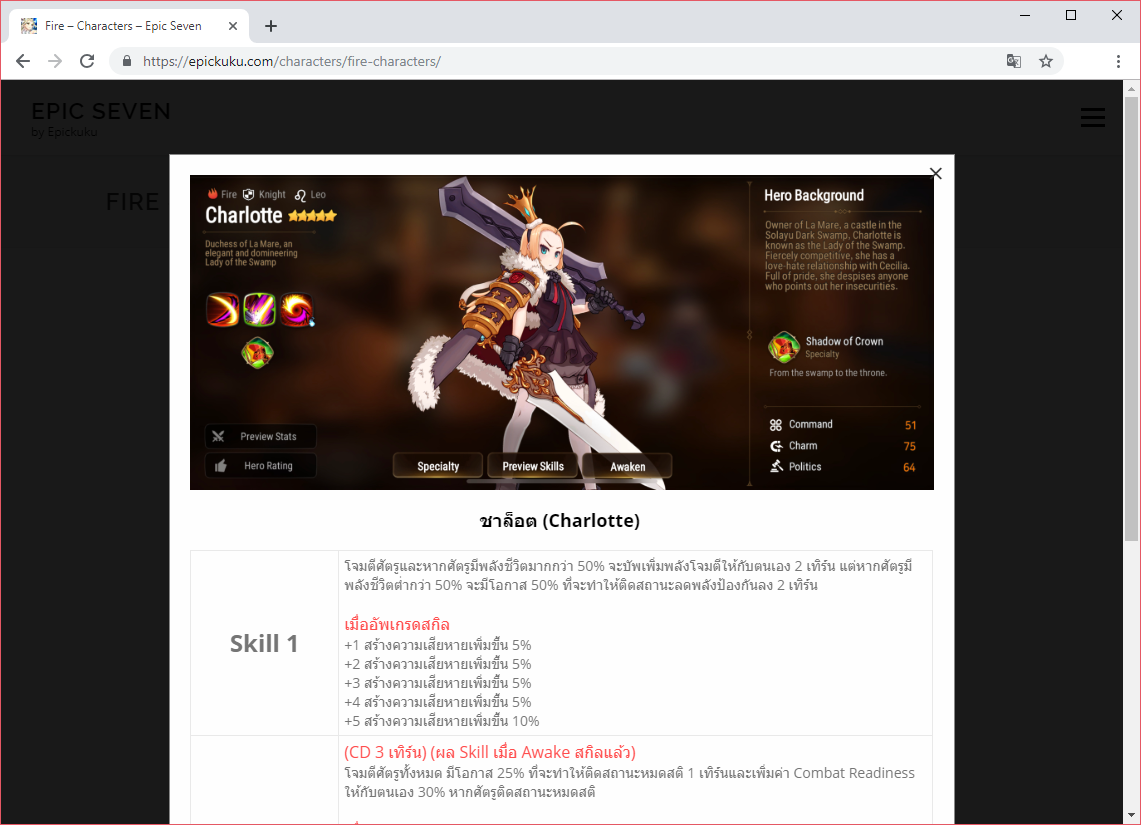 Fire – Characters – Epic Seven
https://epickuku.com/characters/fire-characters/
EPIC SEVEN
by Epickuku
FIRE
Fire Knight Leo
Charlotte
Duchess of La Mare, an
elegant and domineering
Lady of the Swamp
Preview Stats
Hero Rating
Specialty
Preview Skills
Awaken
Hero Background
Owner of La Mare, a castle in the
Solayu Dark Swamp, Charlotte is
known as the Lady of the Swamp.
Fiercely competitive, she has a
love-hate relationship with Cecilia.
Full of pride, she despises anyone
who points out her insecurities.
Shadow of Crown
Specialty
From the swamp to the throne.
Command 51
Charm 75
Politics 64
ชาล็อต (Charlotte)
Skill 1
โจมตีศัตรูและหากศัตรูมีพลังชีวิตมากกว่า 50% จะบัพเพิ่มพลังโจมตีให้กับตนเอง 2 เทิร์น แต่หากศัตรูมี
พลังชีวิตต่ำกว่า 50% จะมีโอกาส 50% ที่จะทำให้ติดสถานะลดพลังป้องกันลง 2 เทิร์น
เมื่ออัพเกรดสกิล
+1 สร้างความเสียหายเพิ่มขึ้น 5%
+2 สร้างความเสียหายเพิ่มขึ้น 5%
+3 สร้างความเสียหายเพิ่มขึ้น 5%
+4 สร้างความเสียหายเพิ่มขึ้น 5%
+5 สร้างความเสียหายเพิ่มขึ้น 10%
(CD 3 เทิร์น) (ผล Skill เมื่อ Awake สกิลแล้ว)
โจมตีศัตรูทั้งหมด มีโอกาส 25% ที่จะทำให้ติดสถานะหมดสติ 1 เทิร์นและเพิ่มค่า Combat Readiness
ให้กับตนเอง 30% หากศัตรูติดสถานะหมดสติ